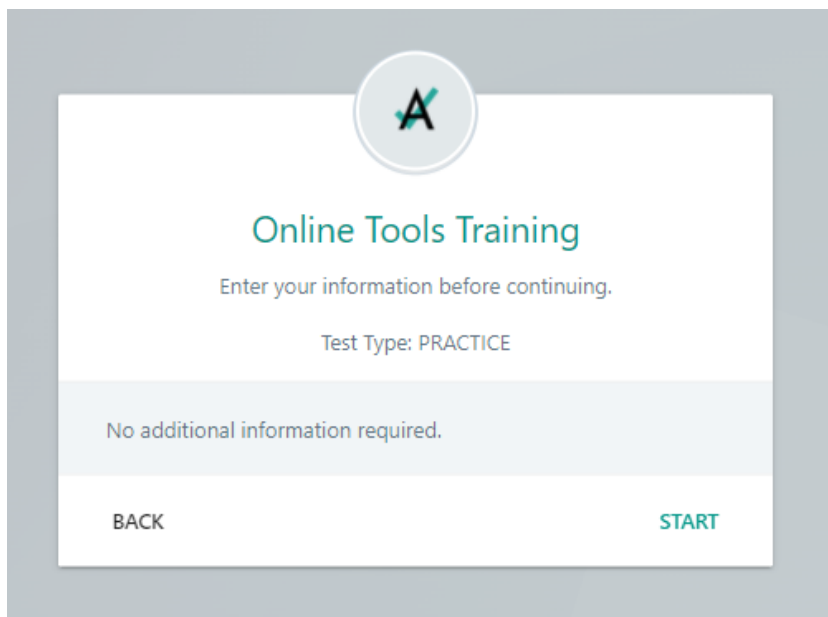 A
Online Tools Training
Enter your information before continuing.
Test Type: PRACTICE
No additional information required.
BACK START